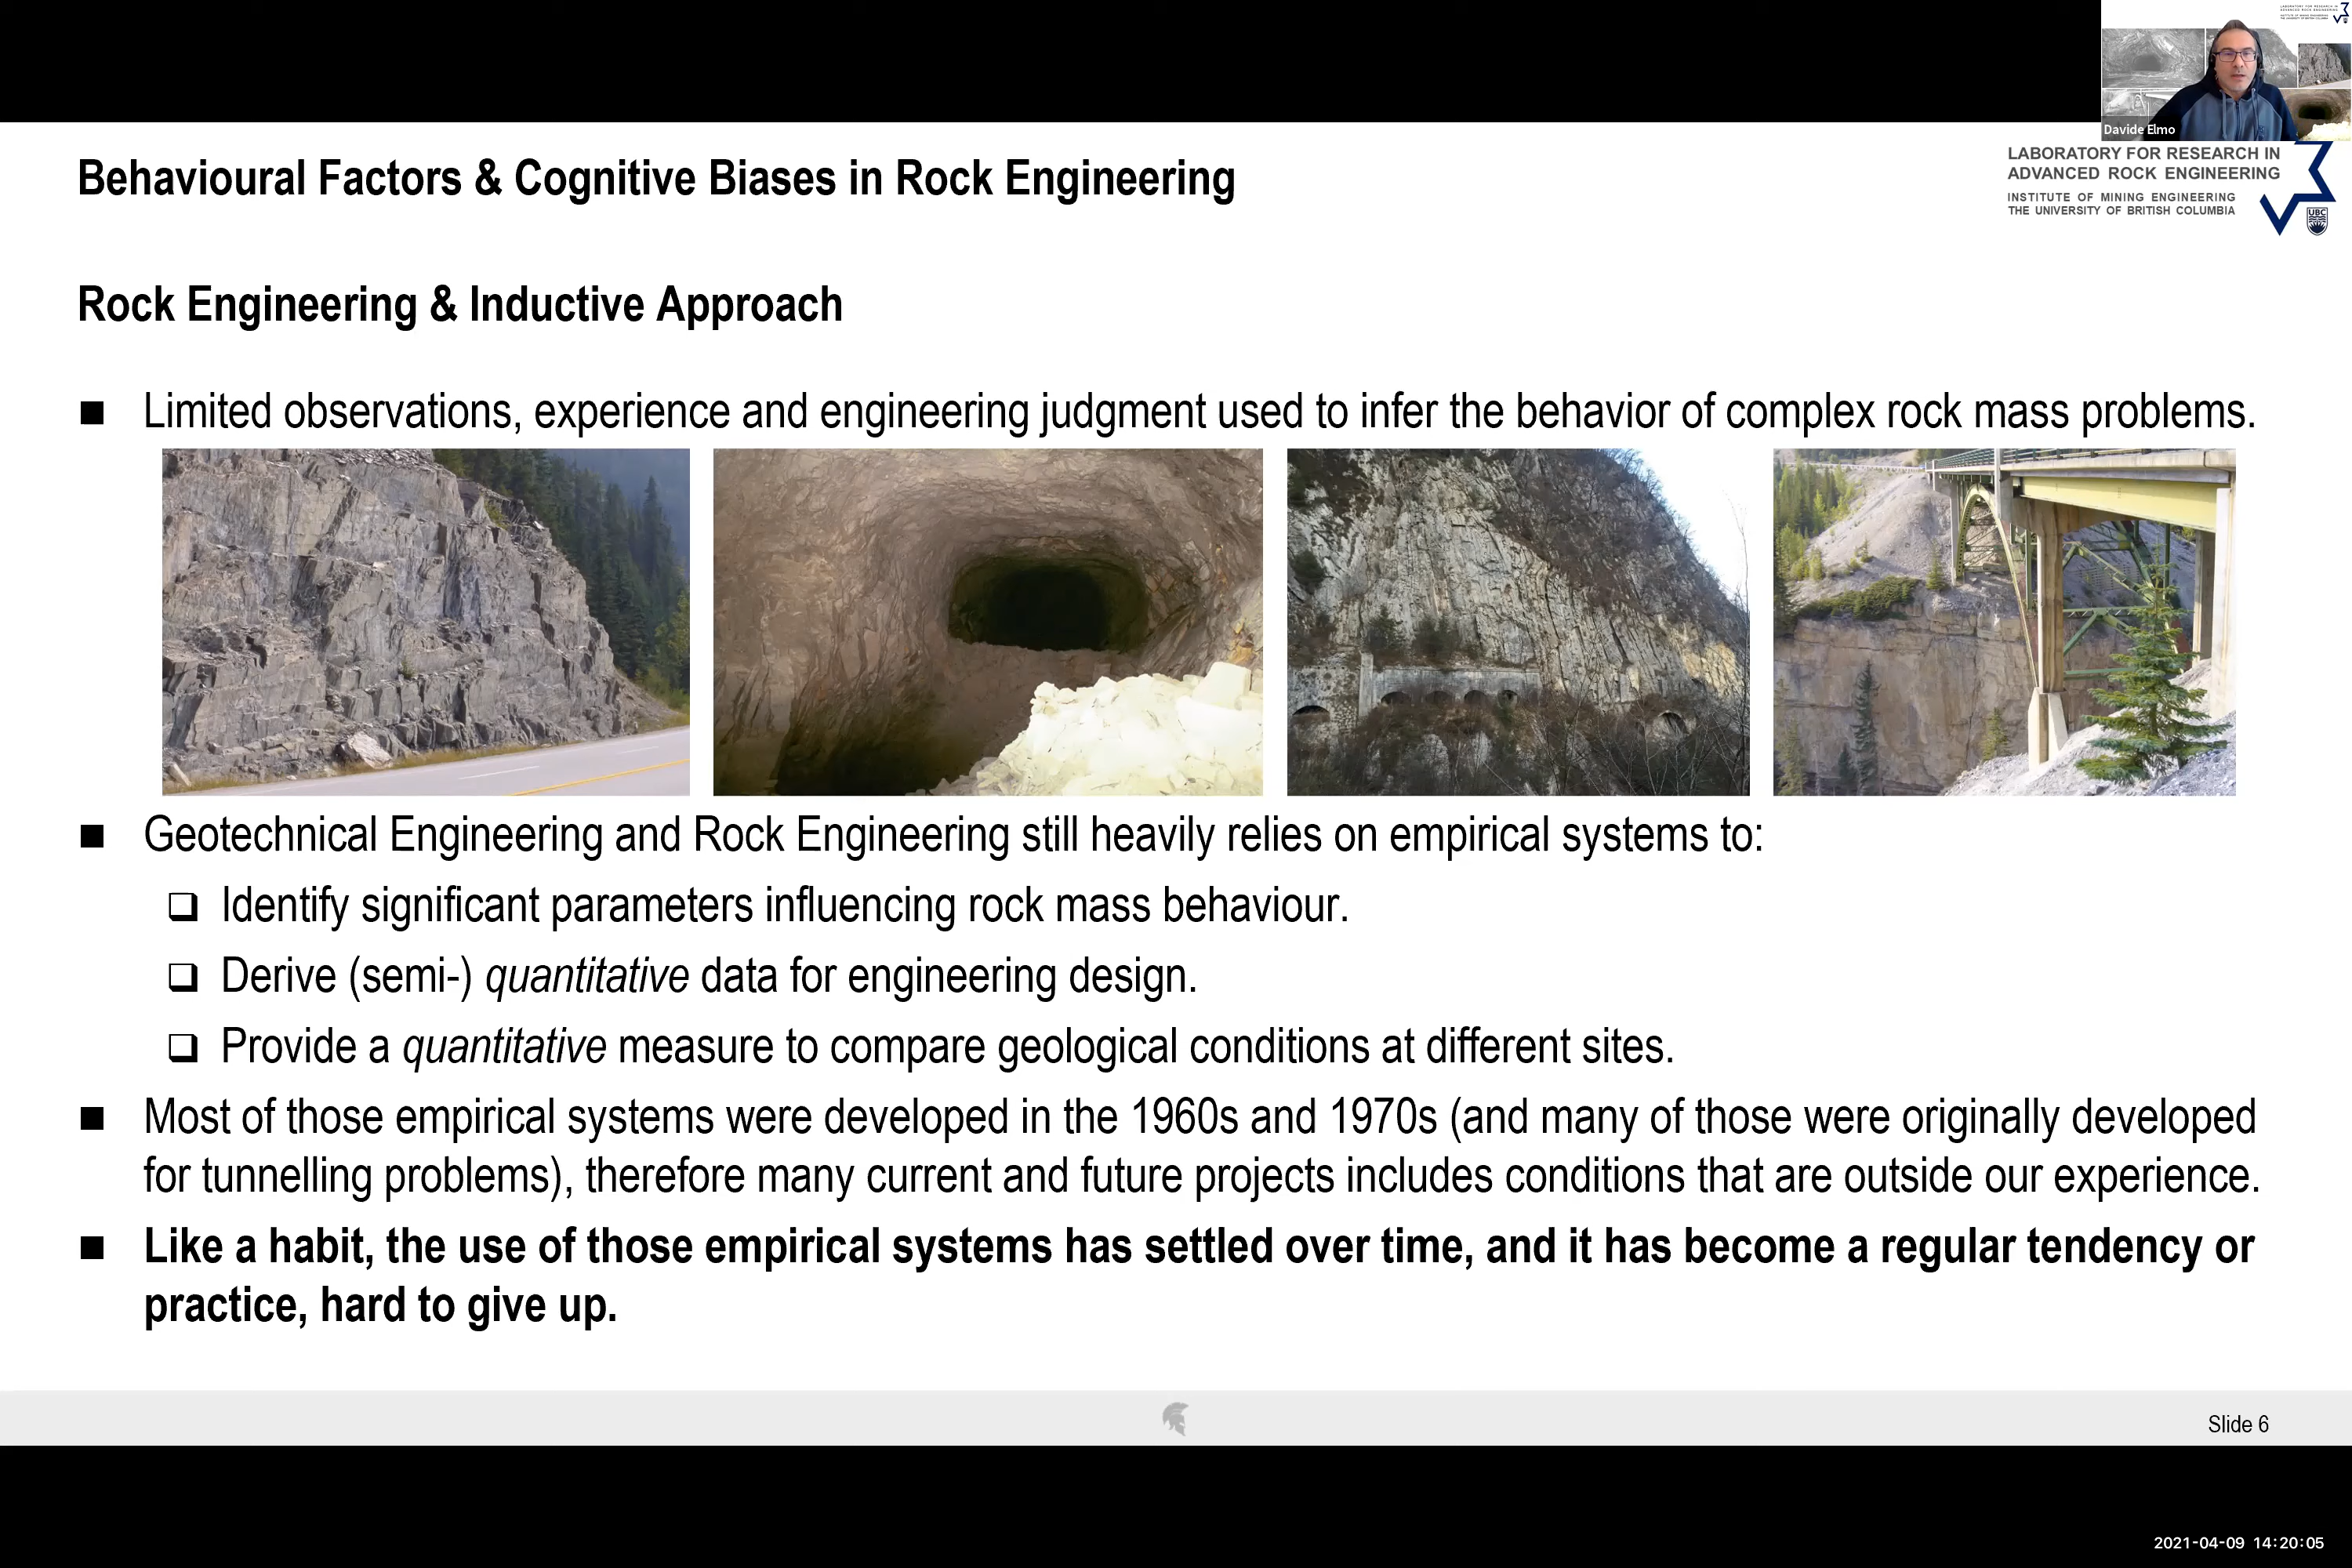 Davide Elmo
Behavioural Factors & Cognitive Biases in Rock Engineering
LABORATORY FOR RESEARCH IN
ADVANCED ROCK ENGINEERING
INSTITUTE OF MINING ENGINEERING
THE UNIVERSITY OF BRITISH COLUMBIA
UBC
Rock Engineering & Inductive Approach
Limited observations, experience and engineering judgment used to infer the behavior of complex rock mass problems.
Geotechnical Engineering and Rock Engineering still heavily relies on empirical systems to:
Identify significant parameters influencing rock mass behaviour.
Derive (semi-) quantitative data for engineering design.
Provide a quantitative measure to compare geological conditions at different sites.
Most of those empirical systems were developed in the 1960s and 1970s (and many of those were originally developed
for tunnelling problems), therefore many current and future projects includes conditions that are outside our experience.
Like a habit, the use of those empirical systems has settled over time, and it has become a regular tendency or
practice, hard to give up.
Slide 6
2021-04-09 14:20:05